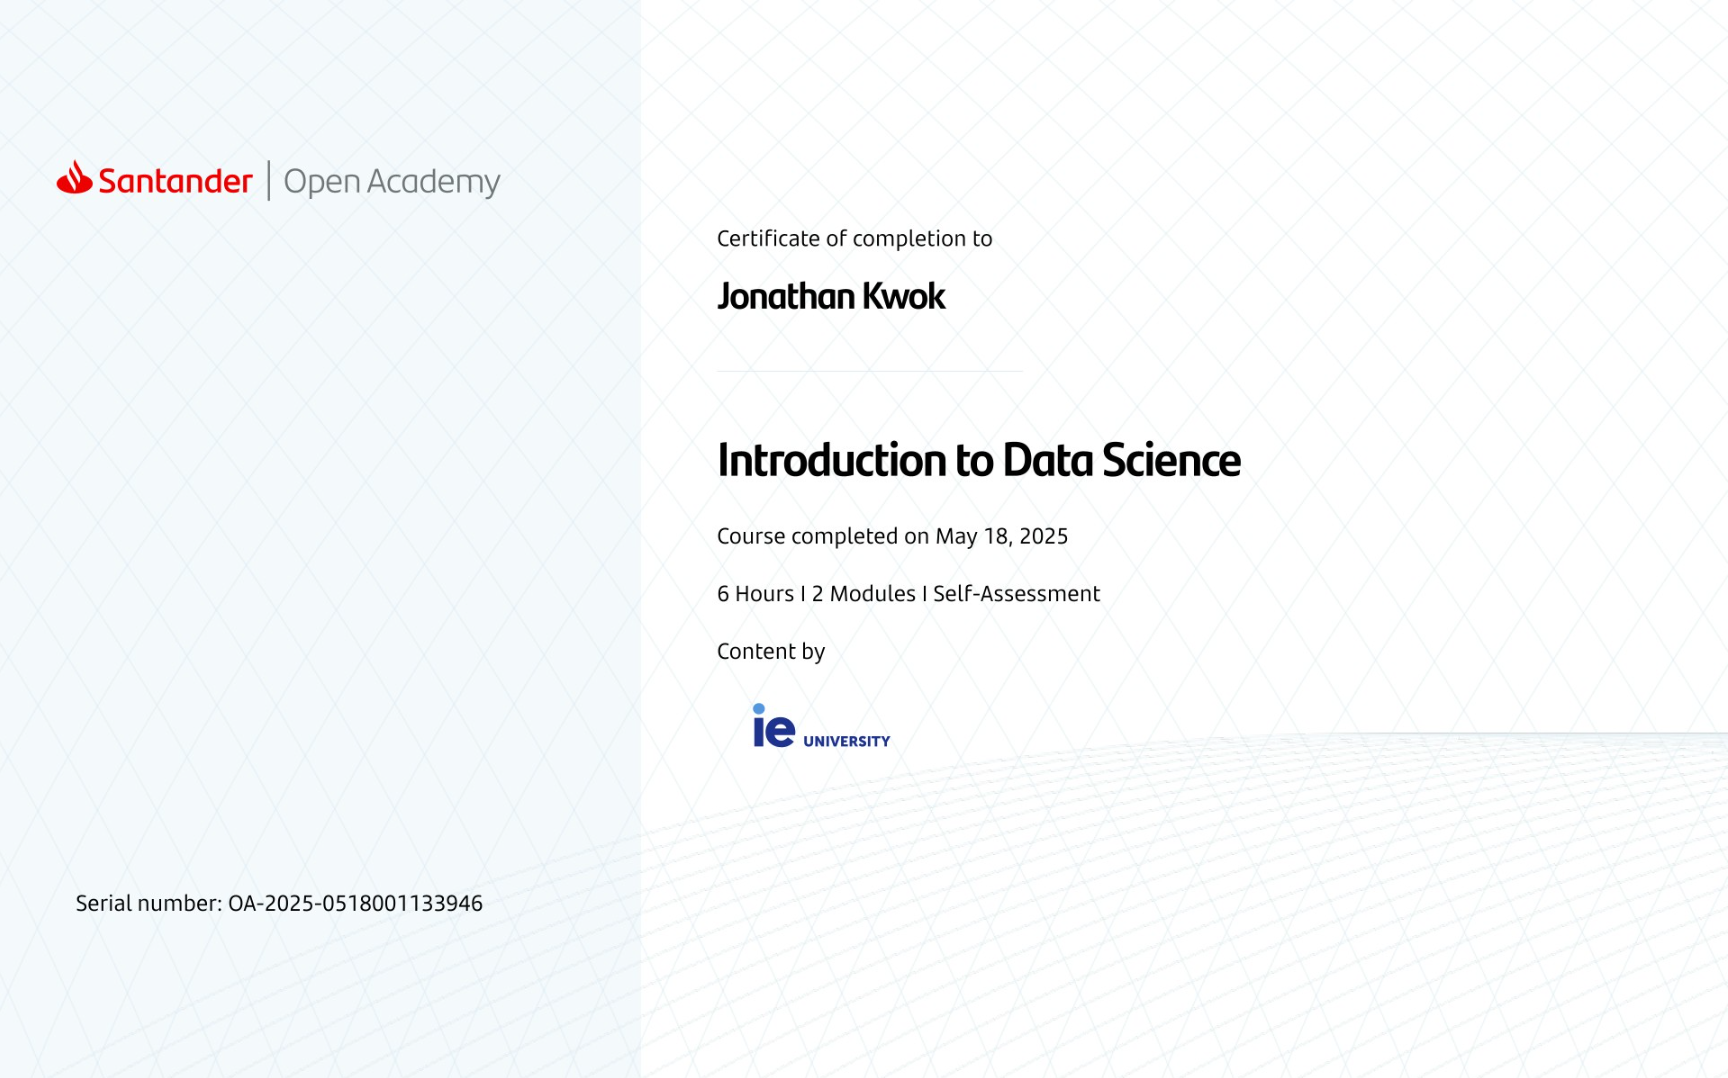 Santander | Open Academy
Certificate of completion to
Jonathan Kwok
Introduction to Data Science
Course completed on May 18, 2025
6 Hours I 2 Modules I Self-Assessment
Content by
ie UNIVERSITY
Serial number: OA-2025-0518001133946